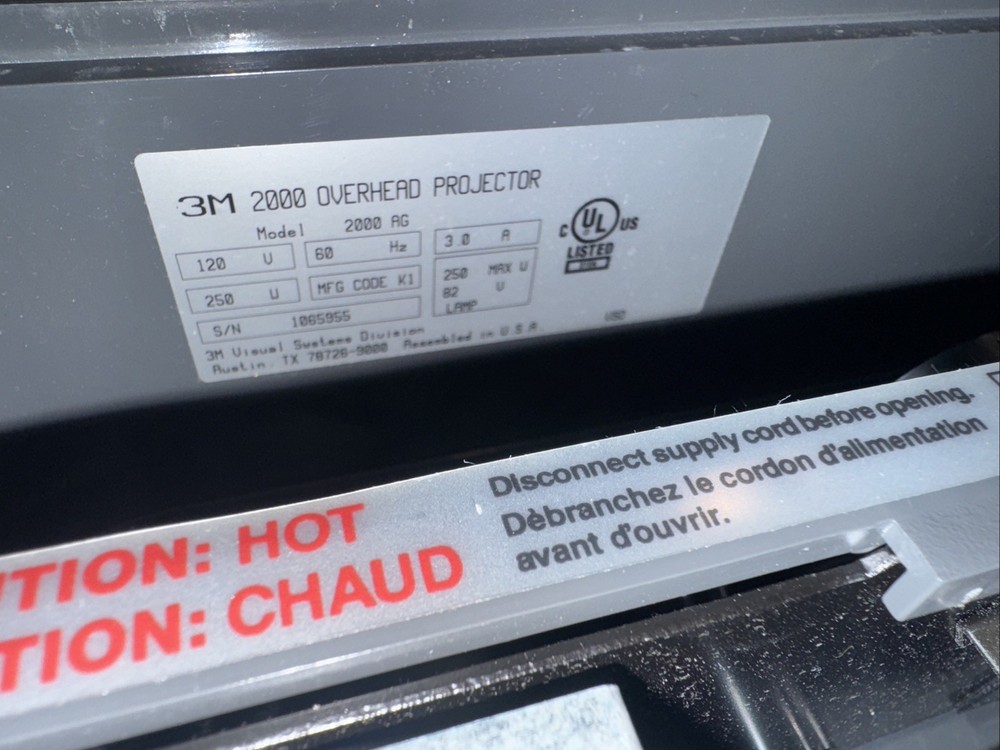 3M 2000 OVERHEAD PROJECTOR
Model 2000 AG
120 V 60 Hz 3.0 A
250 W MFG CODE K1
250 MAX W
82 V
LAMP
S/N 1065955
3M Visual Systems Division
Austin, TX 78726-9000 Assembled in U.S.A.
C UL US
LISTED
UTION: HOT
TION: CHAUD
Disconnect supply cord before opening.
Dèbranchez le cordon d'alimentation
avant d'ouvrir.